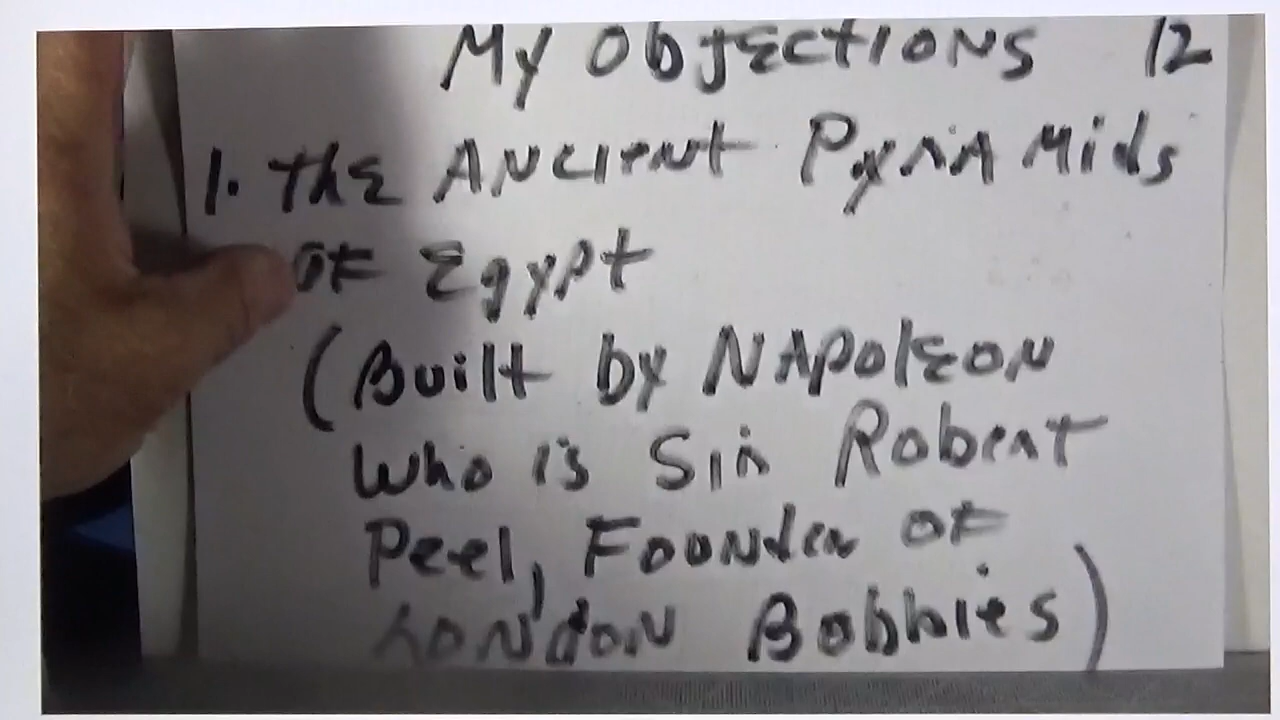 My Objections 12
1. The Ancient Pyramids
of Egypt
(Built by Napoleon
Who is Sir Robert
Peel, Founder of
London Bobbies)